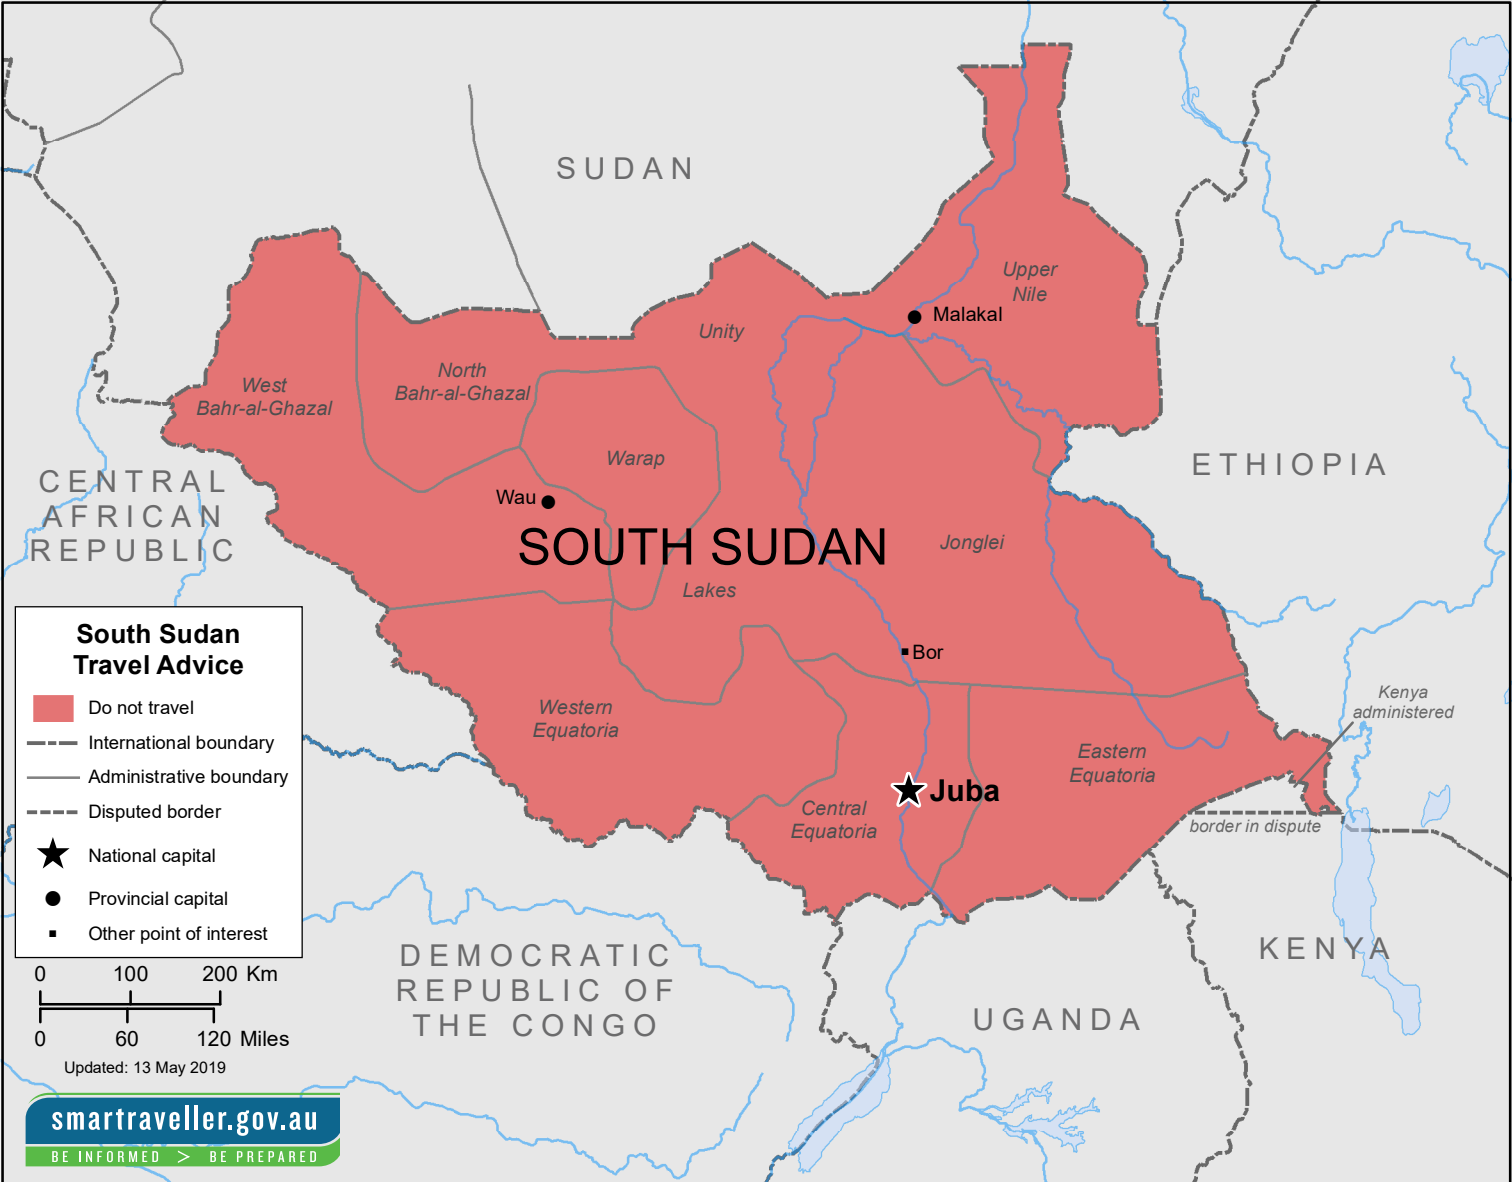 SUDAN
Upper
Nile
Malakal
Unity
North
Bahr-al-Ghazal
West
Bahr-al-Ghazal
Warap
CENTRAL
AFRICAN
REPUBLIC
ETHIOPIA
Wau
SOUTH SUDAN
Jonglei
Lakes
Bor
Western
Equatoria
Kenya
administered
Eastern
Equatoria
Juba
Central
Equatoria
border in dispute
KENYA
DEMOCRATIC
REPUBLIC OF
THE CONGO
UGANDA
South Sudan
Travel Advice
Do not travel
International boundary
Administrative boundary
Disputed border
National capital
Provincial capital
Other point of interest
0 100 200 Km
0 60 120 Miles
Updated: 13 May 2019
smartraveller.gov.au
BE INFORMED > BE PREPARED